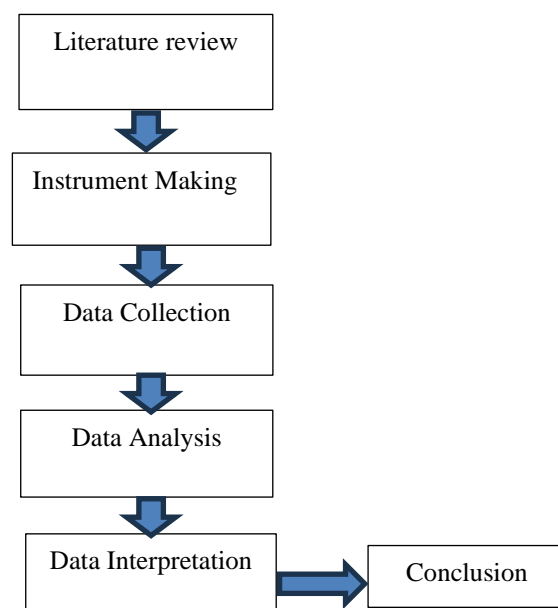 Literature review
Instrument Making
Data Collection
Data Analysis
Data Interpretation
Conclusion